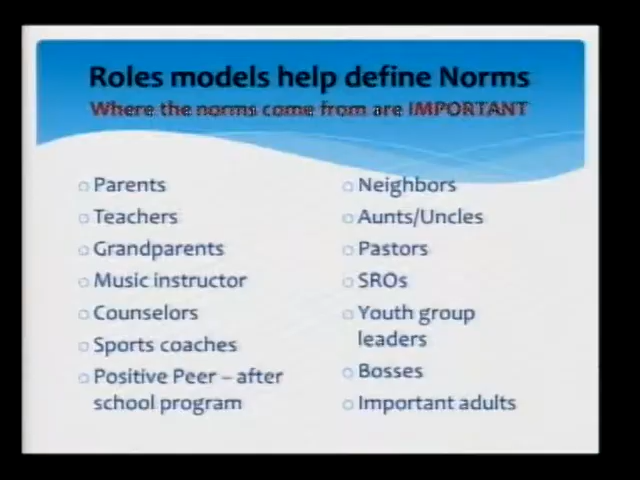 Roles models help define Norms
Where the norms come from are IMPORTANT
Parents
Teachers
Grandparents
Music instructor
Counselors
Sports coaches
Positive Peer – after
school program
Neighbors
Aunts/Uncles
Pastors
SROs
Youth group
leaders
Bosses
Important adults